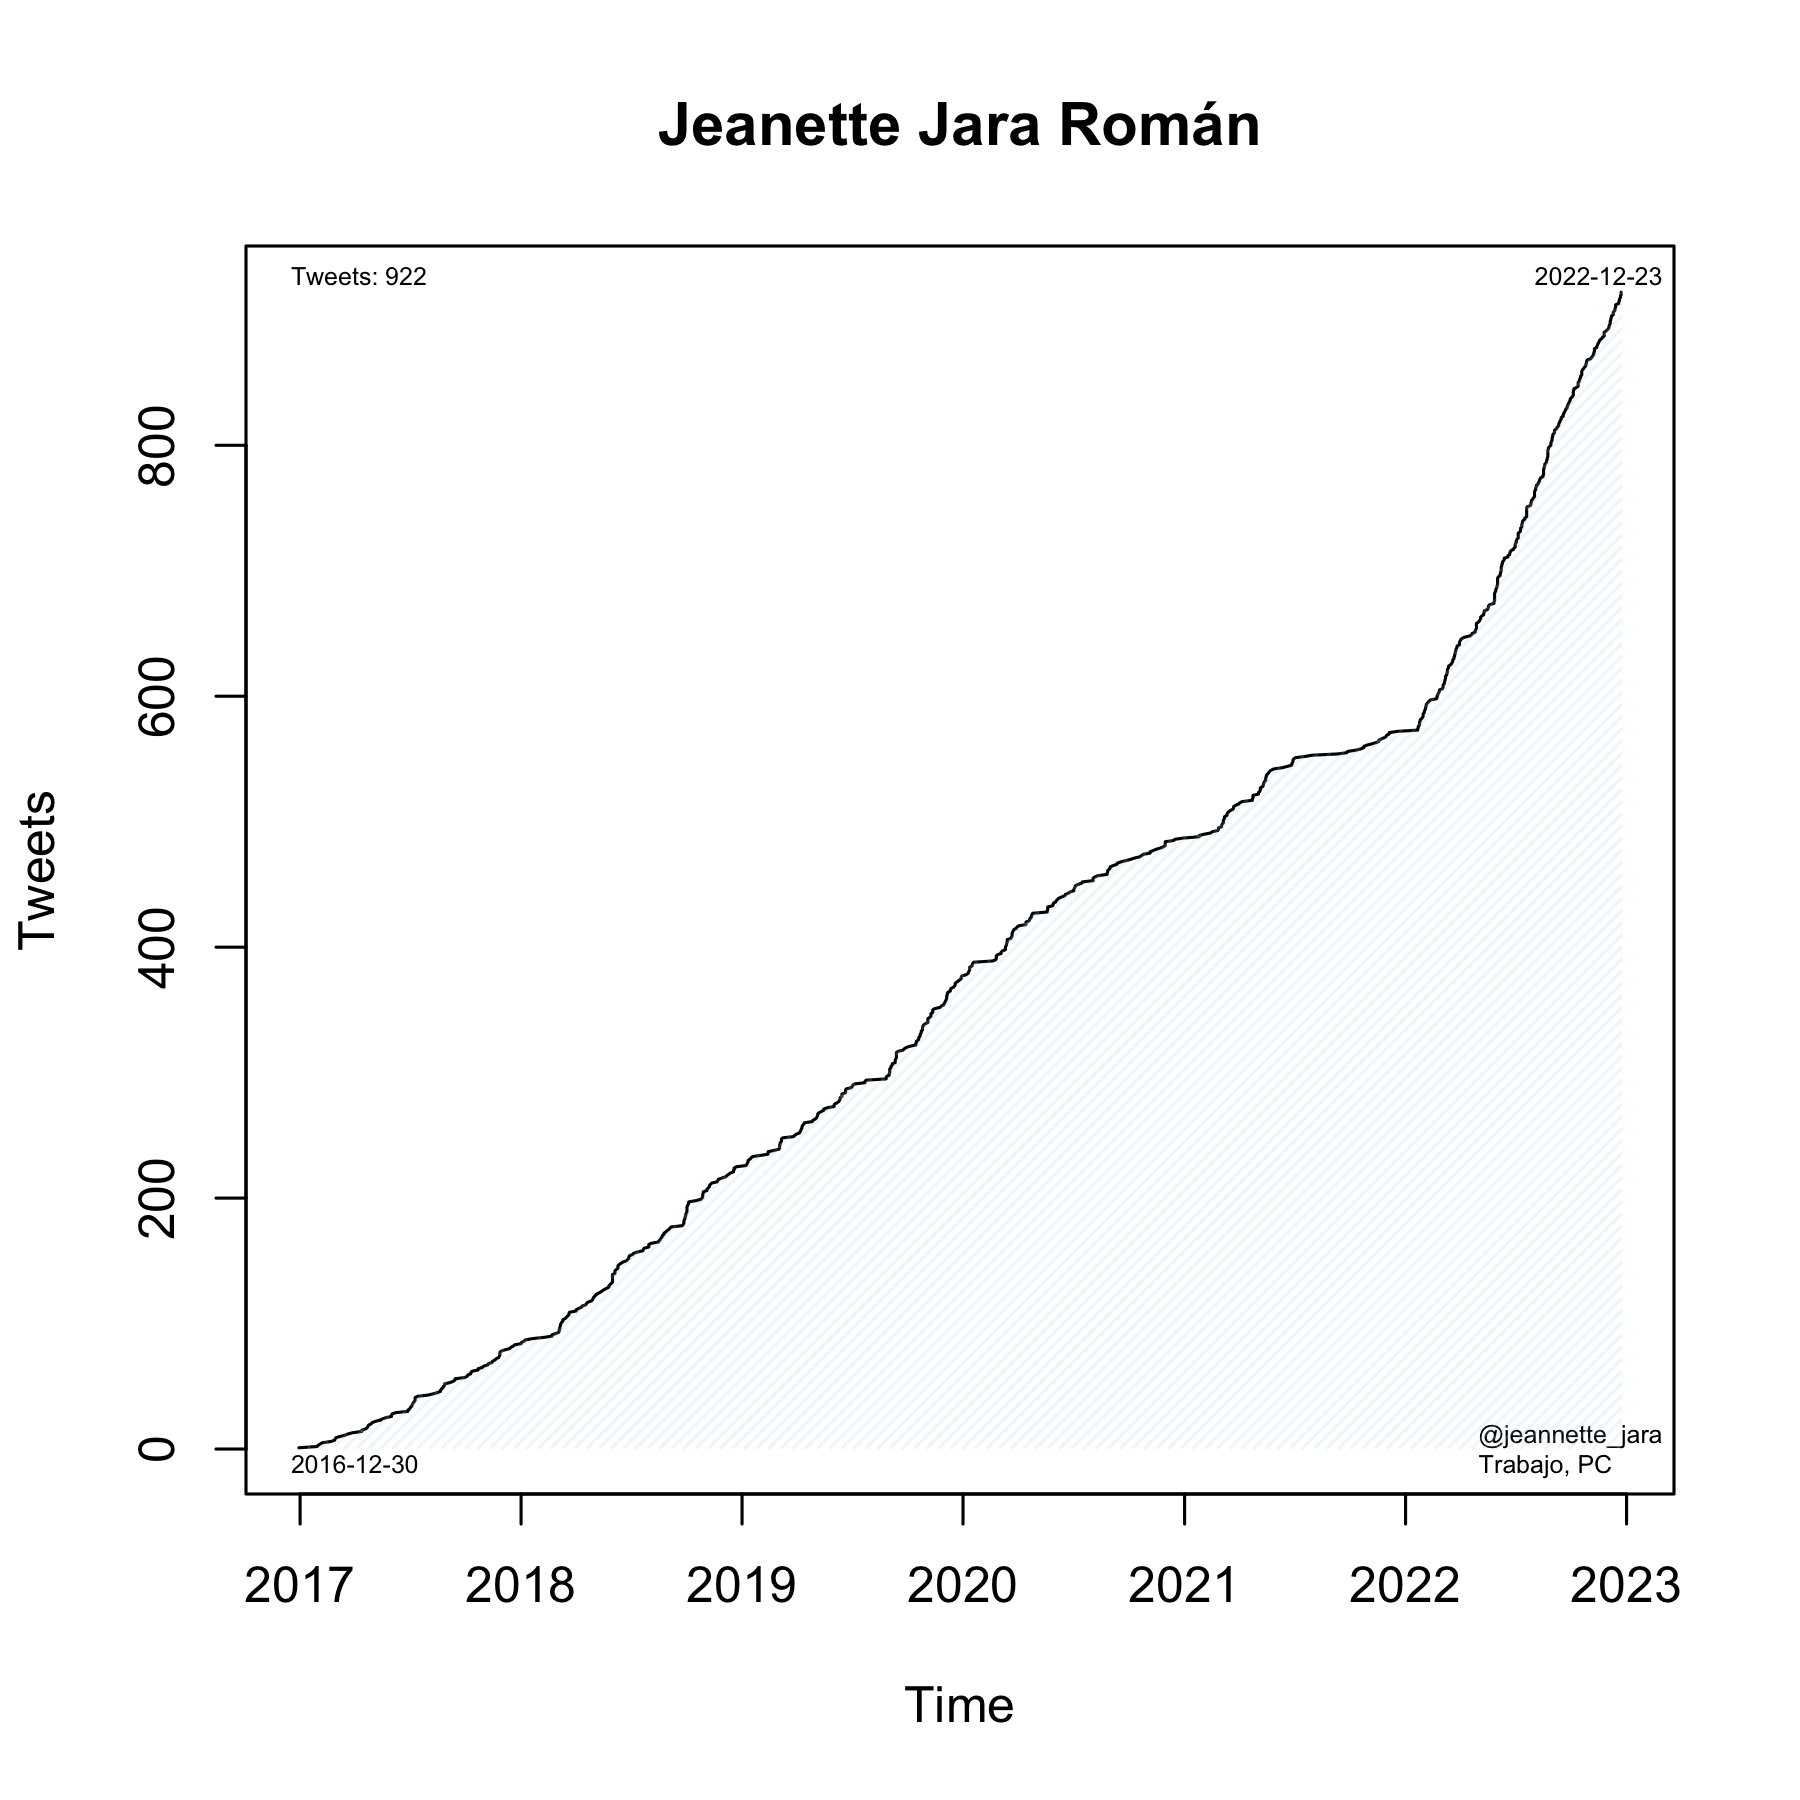 Jeanette Jara Román
Tweets: 922
2022-12-23
Tweets
800
600
400
200
0
2016-12-30
@jeannette_jara
Trabajo, PC
2017 2018 2019 2020 2021 2022 2023
Time